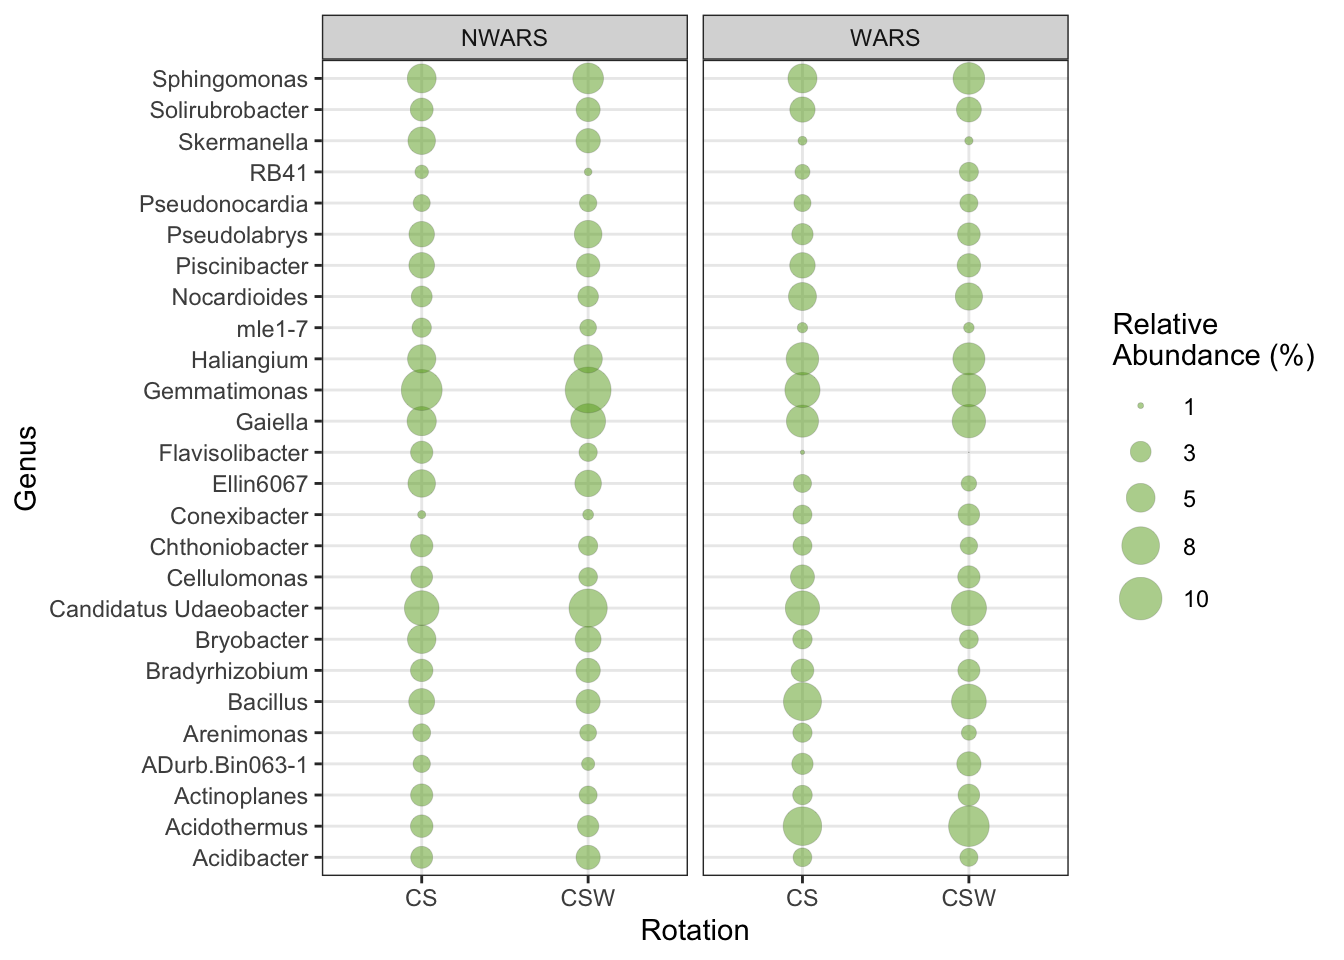 NWARS
WARS
Sphingomonas
Solirubrobacter
Skermanella
RB41
Pseudonocardia
Pseudolabrys
Piscinibacter
Nocardioides
mle1-7
Haliangium
Gemmatimonas
Gaiella
Flavisolibacter
Ellin6067
Conexibacter
Chthoniobacter
Cellulomonas
Candidatus Udaeobacter
Bryobacter
Bradyrhizobium
Bacillus
Arenimonas
ADurb.Bin063-1
Actinoplanes
Acidothermus
Acidibacter
Genus
CS
CSW
CS
CSW
Rotation
Relative
Abundance (%)
1
3
5
8
10